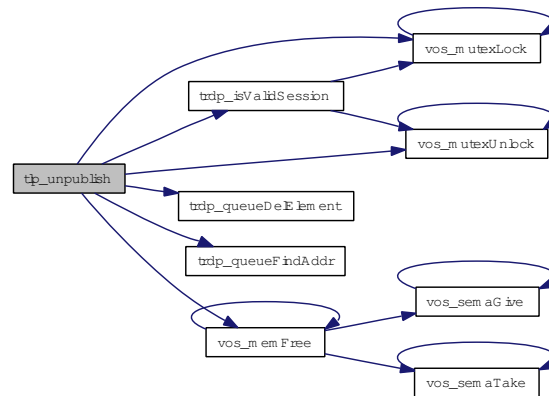 vos_mutexLock
trdp_isValidSession
vos_mutexUnlock
tlp_unpublish
trdp_queueDelElement
trdp_queueFindAddr
vos_semaGive
vos_memFree
vos_semaTake